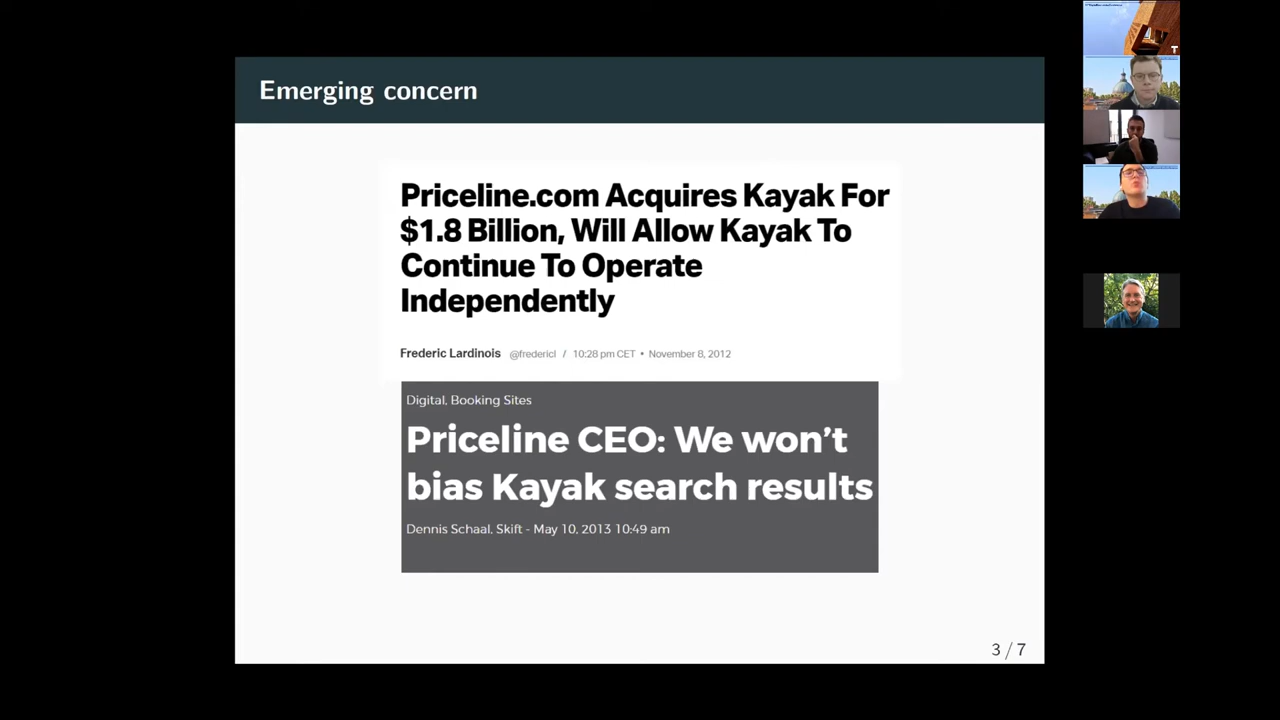 Emerging concern
Priceline.com Acquires Kayak For
$1.8 Billion, Will Allow Kayak To
Continue To Operate
Independently
Frederic Lardinois @fredericl / 10:28 pm CET • November 8, 2012
Digital, Booking Sites
Priceline CEO: We won’t
bias Kayak search results
Dennis Schaal, Skift - May 10, 2013 10:49 am
3 / 7